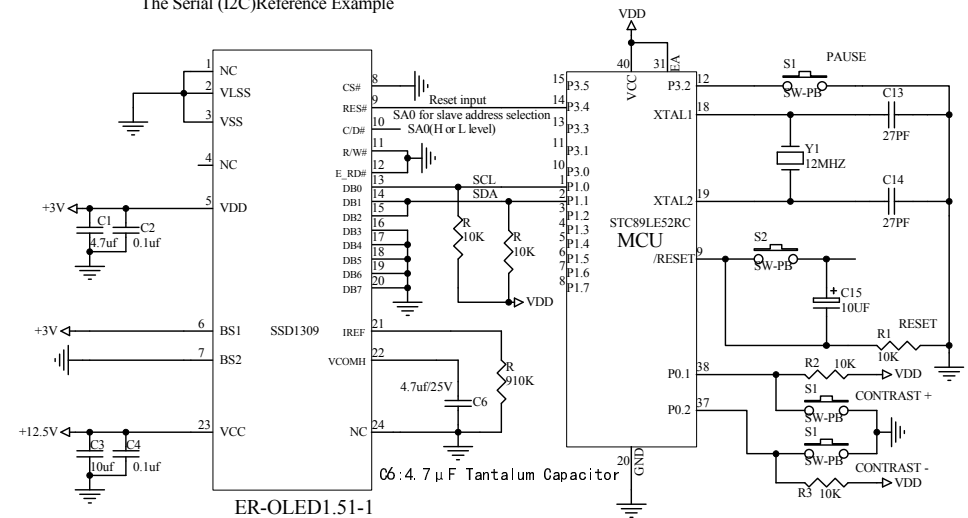 The Serial (I2C)Reference Example
1 NC
2 VLSS
3 VSS
4 NC
5 VDD
+3V
C1
4.7uf
C2
0.1uf
6 BS1
+3V
7 BS2
23 VCC
+12.5V
C3
10uf
C4
0.1uf
SSD1309
ER-OLED1.51-1
CS# 8
RES# 9
C/D# 10
R/W# 11
E_RD# 12
DB0 13
DB1 14
DB2 15
DB3 16
DB4 17
DB5 18
DB6 19
DB7 20
IREF 21
VCOMH 22
NC 24
Reset input
SA0 for slave address selection
SA0(H or L level)
SCL
SDA
R
10K
R
10K
VDD
R
910K
4.7uf/25V
C6
C6:4.7μF Tantalum Capacitor
VDD
40
VCC
31
EA
15 P3.5
14 P3.4
13 P3.3
11 P3.1
10 P3.0
1 P1.0
2 P1.1
3 P1.2
4 P1.3
5 P1.4
6 P1.5
7 P1.6
8 P1.7
STC89LE52RC
MCU
20
GND
P3.2 12
XTAL1 18
XTAL2 19
/RESET 9
P0.1 38
P0.2 37
S1
PAUSE
SW-PB
C13
27PF
Y1
12MHZ
C14
27PF
S2
SW-PB
C15
+
10UF
RESET
R1
10K
R2 10K
VDD
S1
CONTRAST +
SW-PB
S1
SW-PB
CONTRAST -
R3 10K
VDD